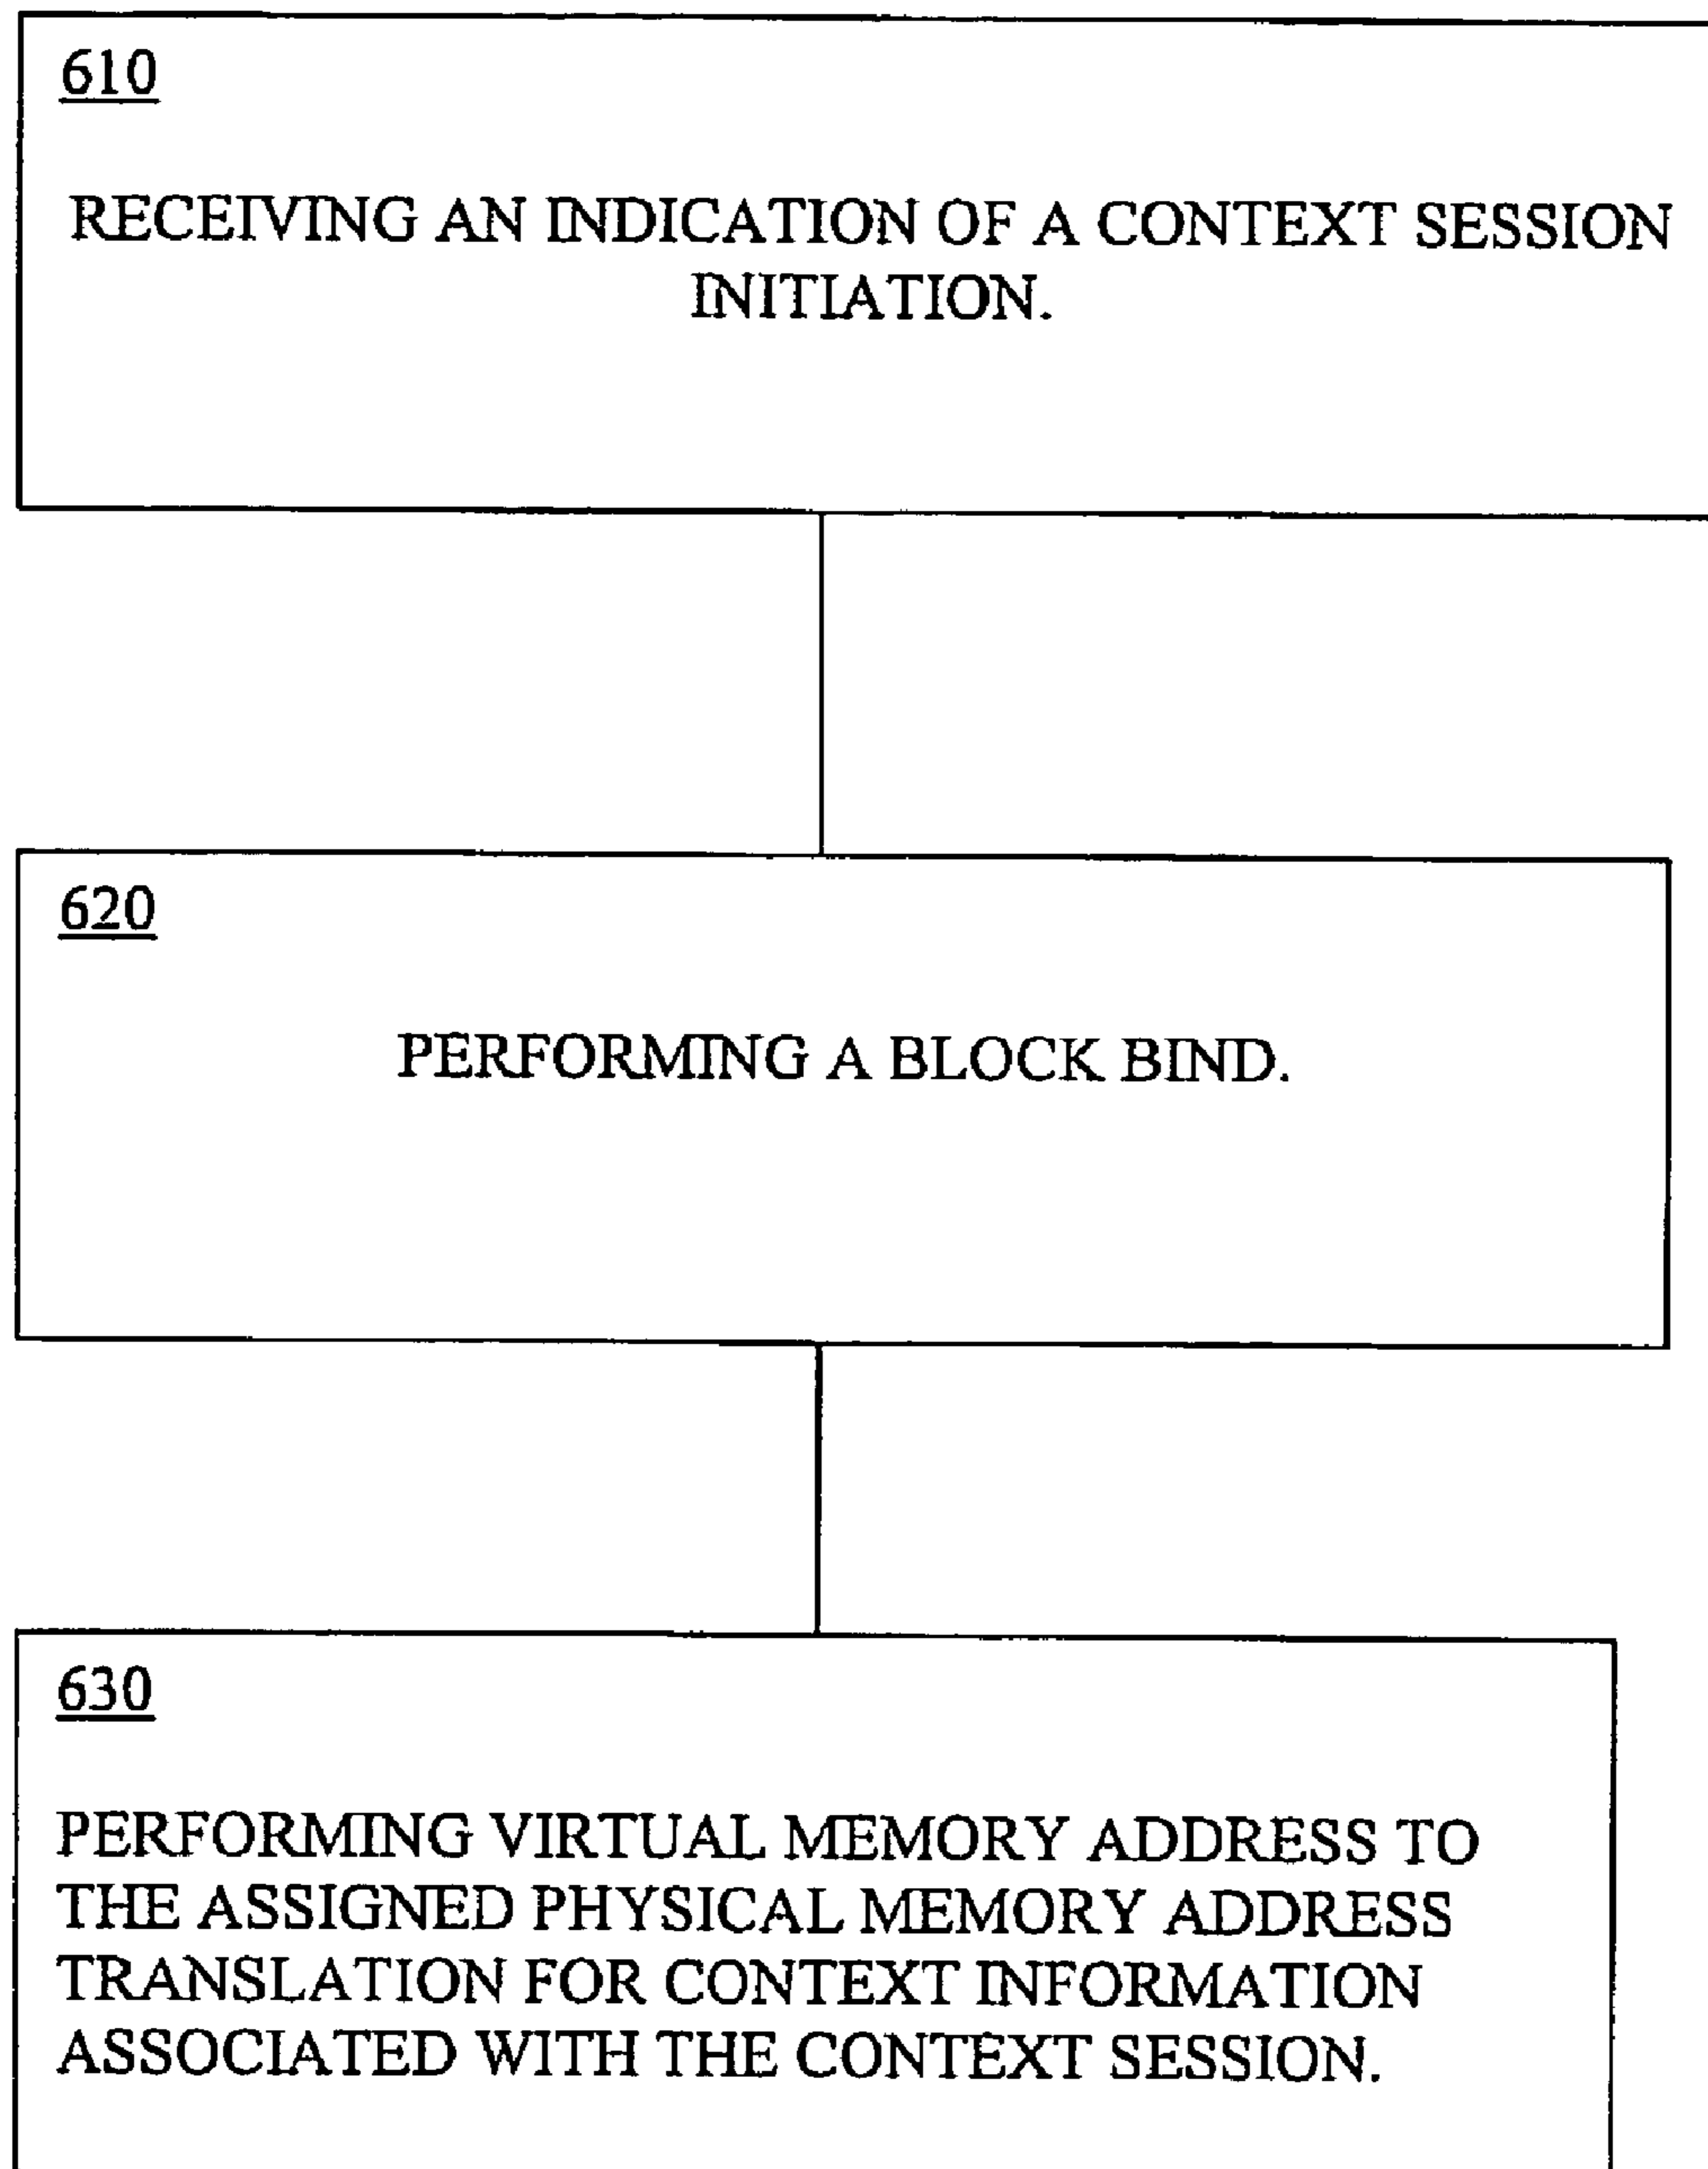 610
RECEIVING AN INDICATION OF A CONTEXT SESSION
INITIATION.
620
PERFORMING A BLOCK BIND.
630
PERFORMING VIRTUAL MEMORY ADDRESS TO
THE ASSIGNED PHYSICAL MEMORY ADDRESS
TRANSLATION FOR CONTEXT INFORMATION
ASSOCIATED WITH THE CONTEXT SESSION.